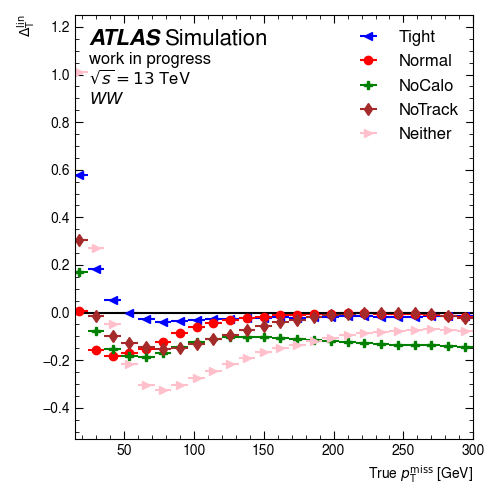 Δ_T^lin
ATLAS Simulation
work in progress
√s = 13 TeV
WW
Tight
Normal
NoCalo
NoTrack
Neither
1.2
1.0
0.8
0.6
0.4
0.2
0.0
−0.2
−0.4
50
100
150
200
250
300
True p_T^miss [GeV]